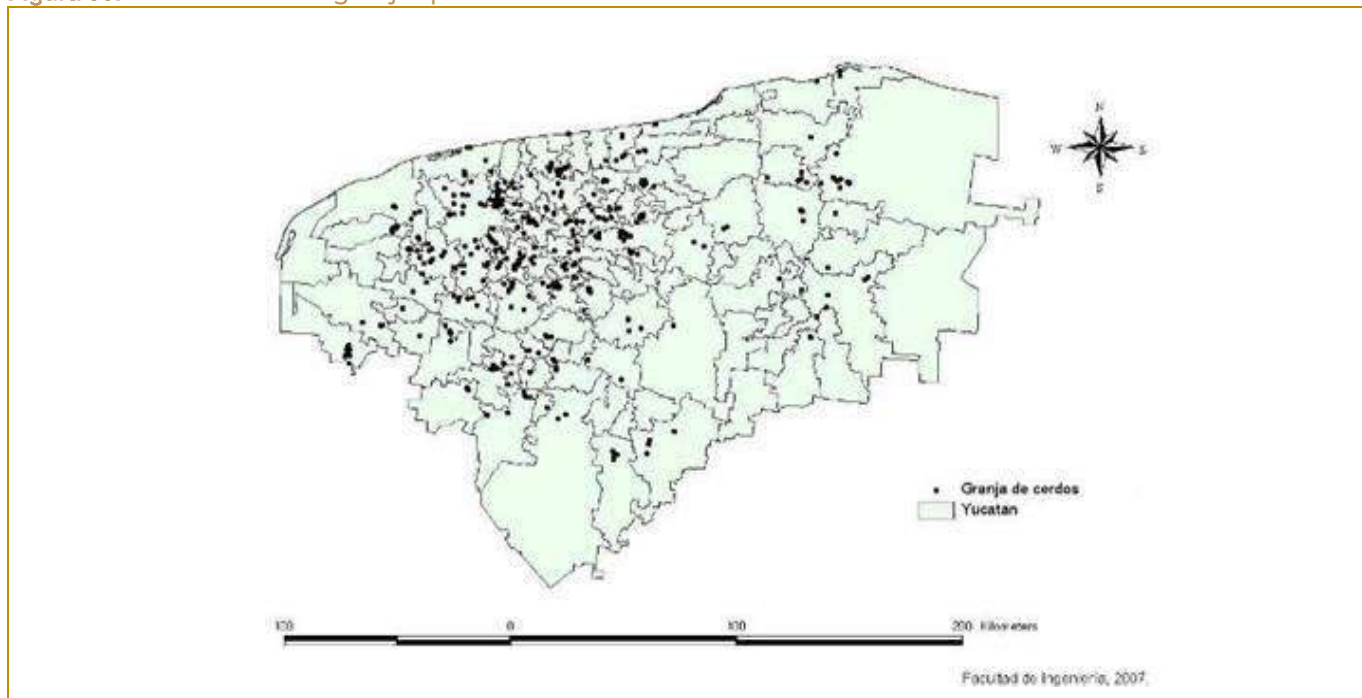 N
W E
S
Granja de cerdos
Yucatan
100 0 100 200 Kilometers
Facultad de Ingeniería, 2007.